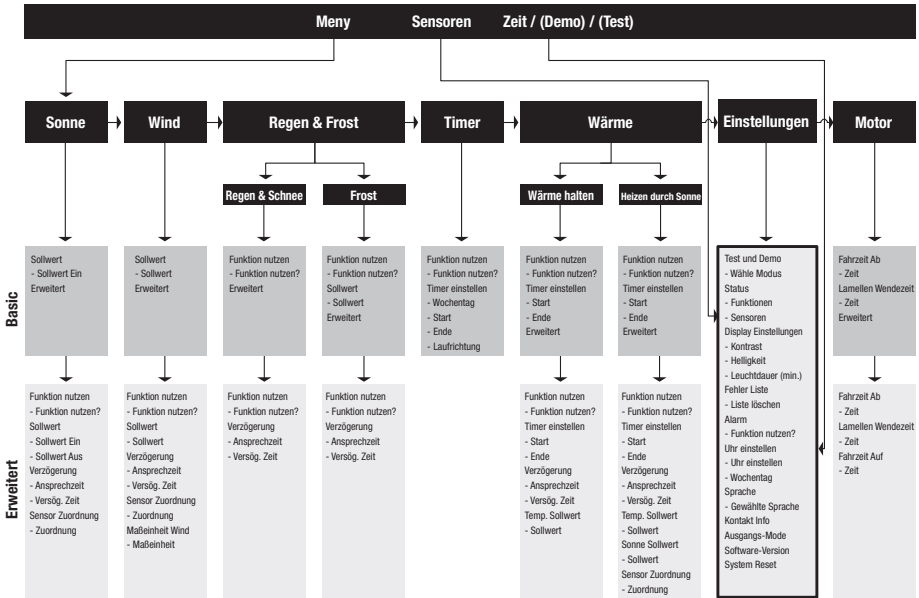 Meny Sensoren Zeit / (Demo) / (Test)
Sonne Wind Regen & Frost Timer Wärme Einstellungen Motor
Regen & Schnee Frost Wärme halten Heizen durch Sonne
Basic
Sollwert
- Sollwert Ein
Erweitert
Sollwert
- Sollwert
Erweitert
Funktion nutzen
- Funktion nutzen?
Erweitert
Funktion nutzen
- Funktion nutzen?
Sollwert
- Sollwert
Erweitert
Funktion nutzen
- Funktion nutzen?
Timer einstellen
- Wochentag
- Start
- Ende
- Laufrichtung
Funktion nutzen
- Funktion nutzen?
Timer einstellen
- Start
- Ende
Erweitert
Funktion nutzen
- Funktion nutzen?
Timer einstellen
- Start
- Ende
Erweitert
Test und Demo
- Wähle Modus
Status
- Funktionen
- Sensoren
Display Einstellungen
- Kontrast
- Helligkeit
- Leuchtdauer (min.)
Fehler Liste
- Liste löschen
Alarm
- Funktion nutzen?
Uhr einstellen
- Uhr einstellen
- Wochentag
Sprache
- Gewählte Sprache
Kontakt Info
Ausgangs-Mode
Software-Version
System Reset
Fahrzeit Ab
- Zeit
Lamellen Wendezeit
- Zeit
Erweitert
Erweitert
Funktion nutzen
- Funktion nutzen?
Sollwert
- Sollwert Ein
- Sollwert Aus
Verzögerung
- Ansprechzeit
- Versög. Zeit
Sensor Zuordnung
- Zuordnung
Funktion nutzen
- Funktion nutzen?
Sollwert
- Sollwert
Verzögerung
- Ansprechzeit
- Versög. Zeit
Sensor Zuordnung
- Zuordnung
Maßeinheit Wind
- Maßeinheit
Funktion nutzen
- Funktion nutzen?
Verzögerung
- Ansprechzeit
- Versög. Zeit
Funktion nutzen
- Funktion nutzen?
Verzögerung
- Ansprechzeit
- Versög. Zeit
Funktion nutzen
- Funktion nutzen?
Timer einstellen
- Start
- Ende
Verzögerung
- Ansprechzeit
- Versög. Zeit
Temp. Sollwert
- Sollwert
Funktion nutzen
- Funktion nutzen?
Timer einstellen
- Start
- Ende
Verzögerung
- Ansprechzeit
- Versög. Zeit
Temp. Sollwert
- Sollwert
Sonne Sollwert
- Sollwert
Sensor Zuordnung
- Zuordnung
Fahrzeit Ab
- Zeit
Lamellen Wendezeit
- Zeit
Fahrzeit Auf
- Zeit